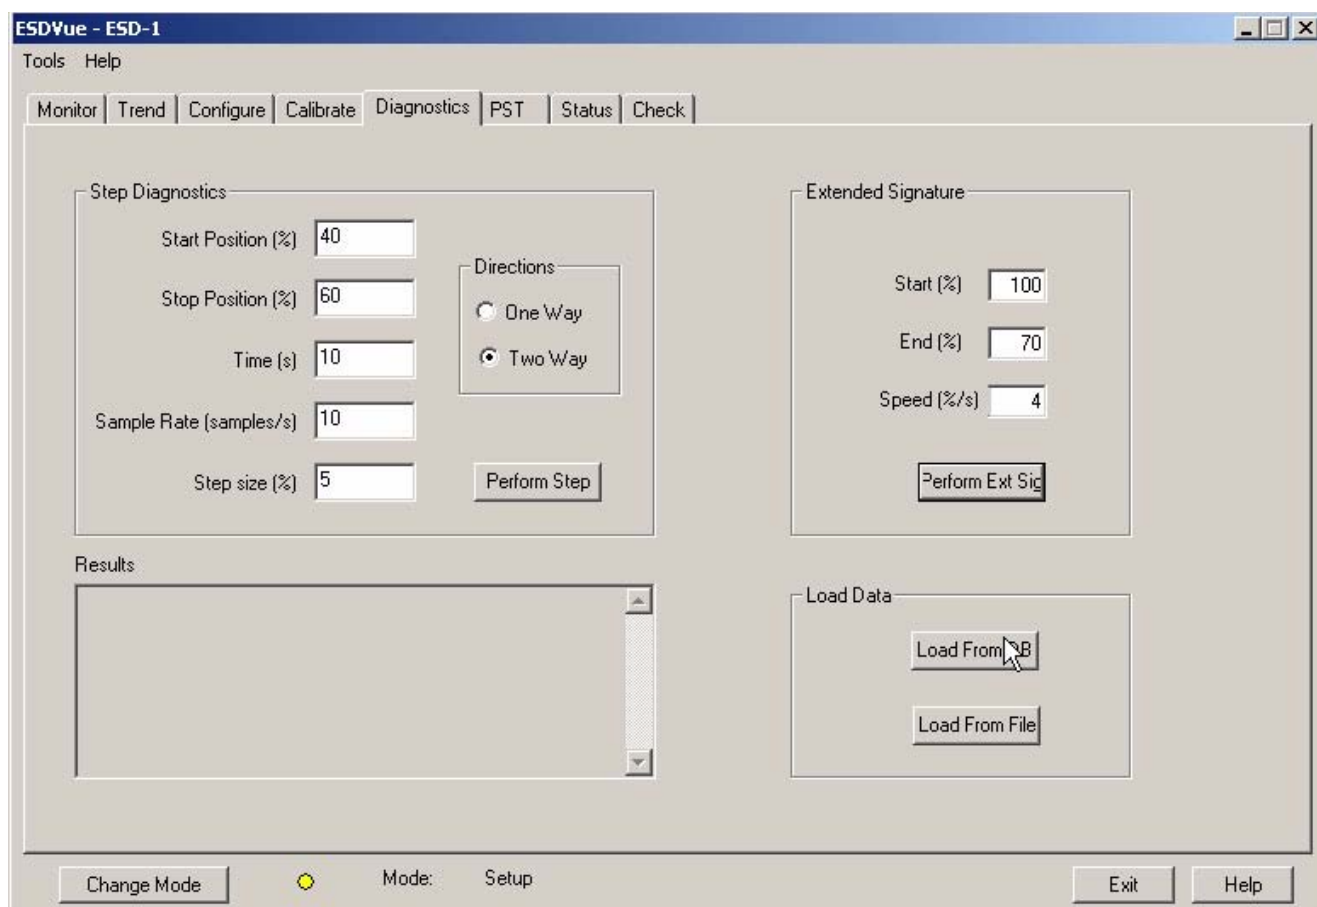 ESDVue - ESD-1
Tools Help
Monitor Trend Configure Calibrate Diagnostics PST Status Check
Step Diagnostics
Start Position (%) 40
Stop Position (%) 60
Time (s) 10
Sample Rate (samples/s) 10
Step size (%) 5
Directions
One Way
Two Way
Perform Step
Extended Signature
Start (%) 100
End (%) 70
Speed (%/s) 4
Perform Ext Sig
Results
Load Data
Load From DB
Load From File
Change Mode Mode: Setup Exit Help